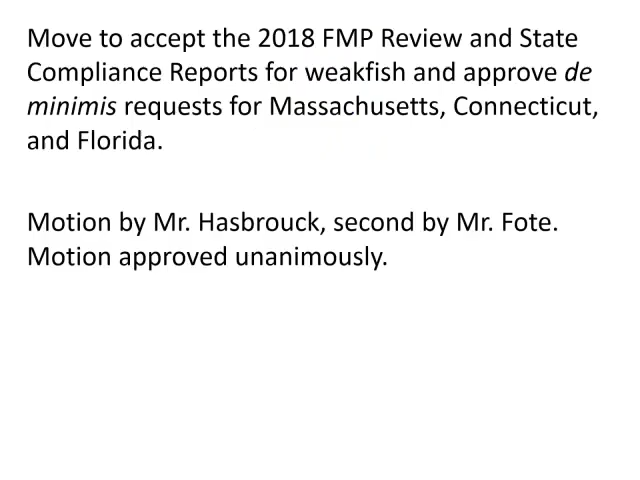 Move to accept the 2018 FMP Review and State
Compliance Reports for weakfish and approve de
minimis requests for Massachusetts, Connecticut,
and Florida.
Motion by Mr. Hasbrouck, second by Mr. Fote.
Motion approved unanimously.